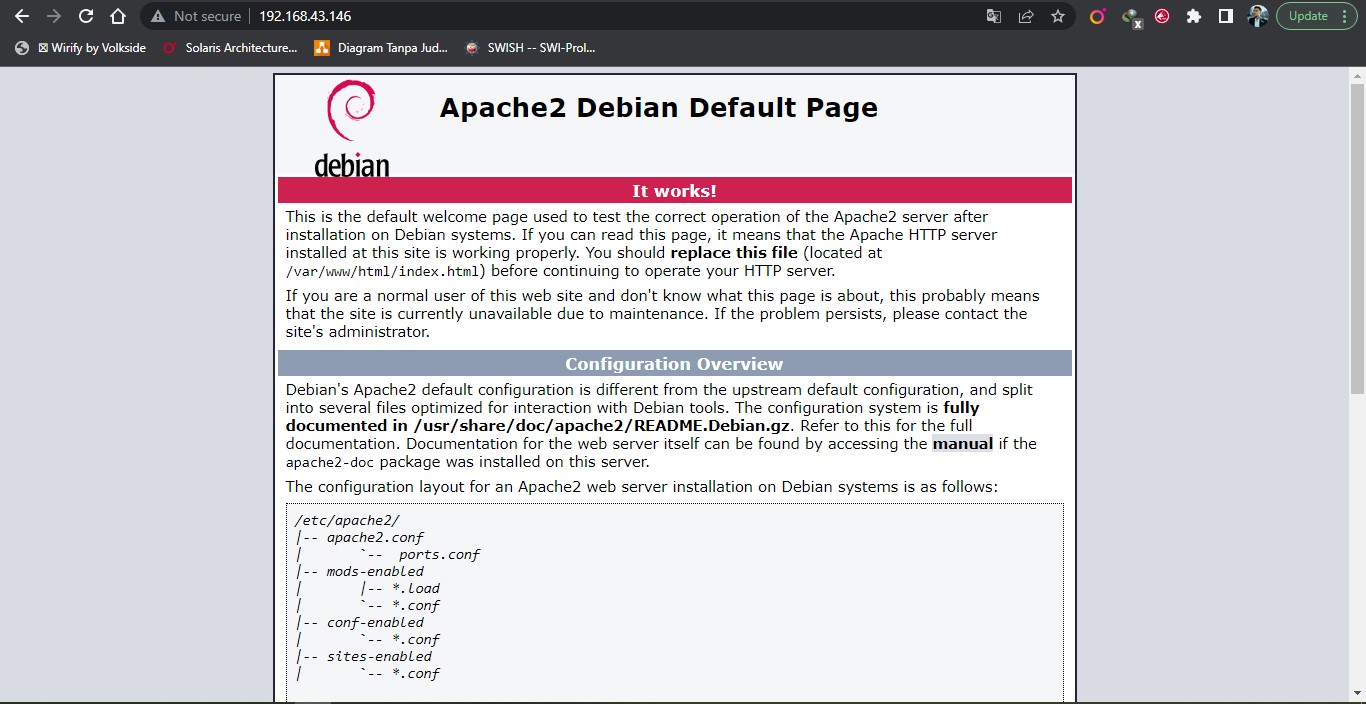 Not secure
192.168.43.146
Update
Wirify by Volkside
Solaris Architecture...
Diagram Tanpa Jud...
SWISH -- SWI-Prol...
debian
Apache2 Debian Default Page
It works!
This is the default welcome page used to test the correct operation of the Apache2 server after
installation on Debian systems. If you can read this page, it means that the Apache HTTP server
installed at this site is working properly. You should replace this file (located at
/var/www/html/index.html) before continuing to operate your HTTP server.
If you are a normal user of this web site and don't know what this page is about, this probably means
that the site is currently unavailable due to maintenance. If the problem persists, please contact the
site's administrator.
Configuration Overview
Debian's Apache2 default configuration is different from the upstream default configuration, and split
into several files optimized for interaction with Debian tools. The configuration system is fully
documented in /usr/share/doc/apache2/README.Debian.gz. Refer to this for the full
documentation. Documentation for the web server itself can be found by accessing the manual if the
apache2-doc package was installed on this server.
The configuration layout for an Apache2 web server installation on Debian systems is as follows:
/etc/apache2/
|-- apache2.conf
|       `--  ports.conf
|-- mods-enabled
|       |-- *.load
|       `-- *.conf
|-- conf-enabled
|       `-- *.conf
|-- sites-enabled
|       `-- *.conf